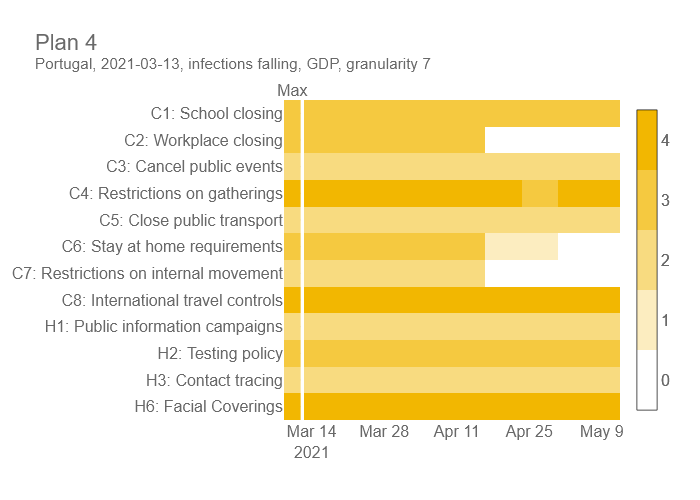 Plan 4
Portugal, 2021-03-13, infections falling, GDP, granularity 7
Max
C1: School closing
C2: Workplace closing
C3: Cancel public events
C4: Restrictions on gatherings
C5: Close public transport
C6: Stay at home requirements
C7: Restrictions on internal movement
C8: International travel controls
H1: Public information campaigns
H2: Testing policy
H3: Contact tracing
H6: Facial Coverings
Mar 14 Mar 28 Apr 11 Apr 25 May 9
2021
4
3
2
1
0